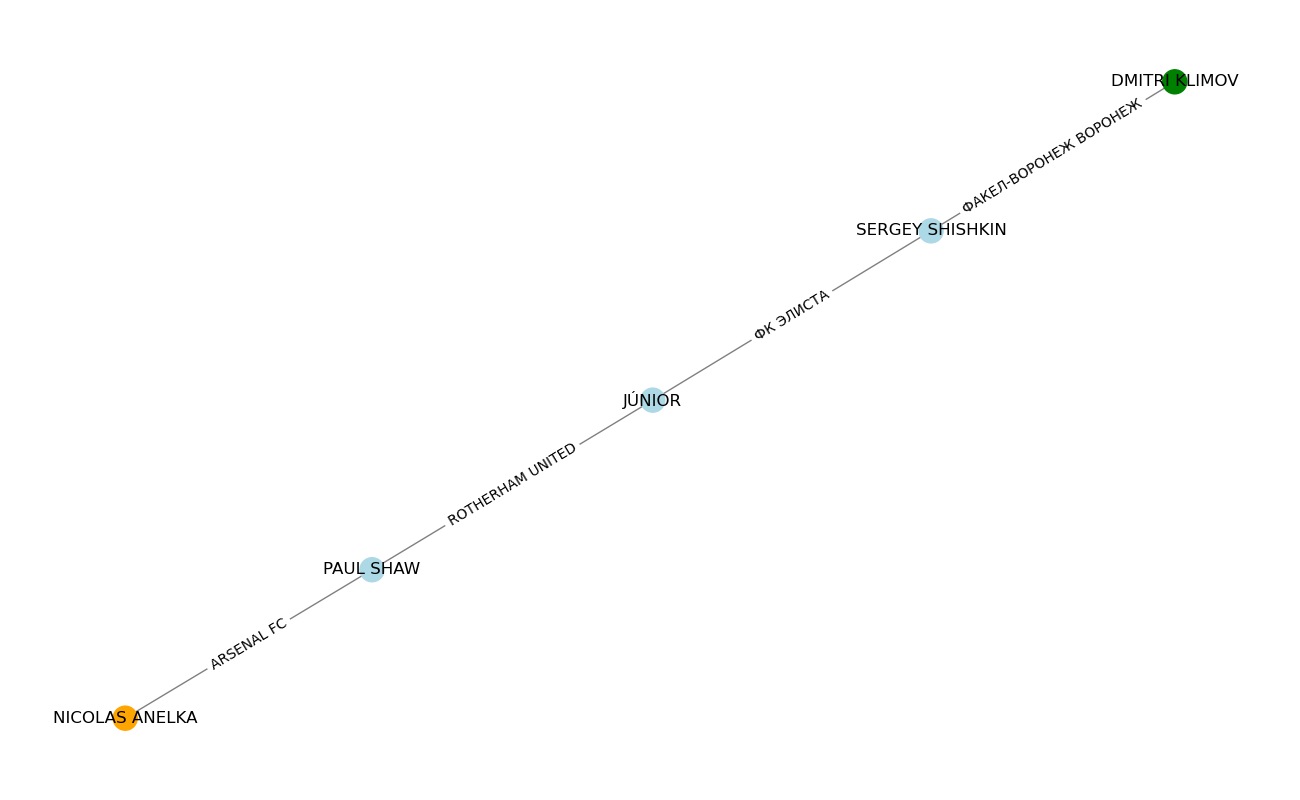 DMITRI KLIMOV
ФАКЕЛ-ВОРОНЕЖ ВОРОНЕЖ
SERGEY SHISHKIN
ФК ЭЛИСТА
JÚNIOR
ROTHERHAM UNITED
PAUL SHAW
ARSENAL FC
NICOLAS ANELKA